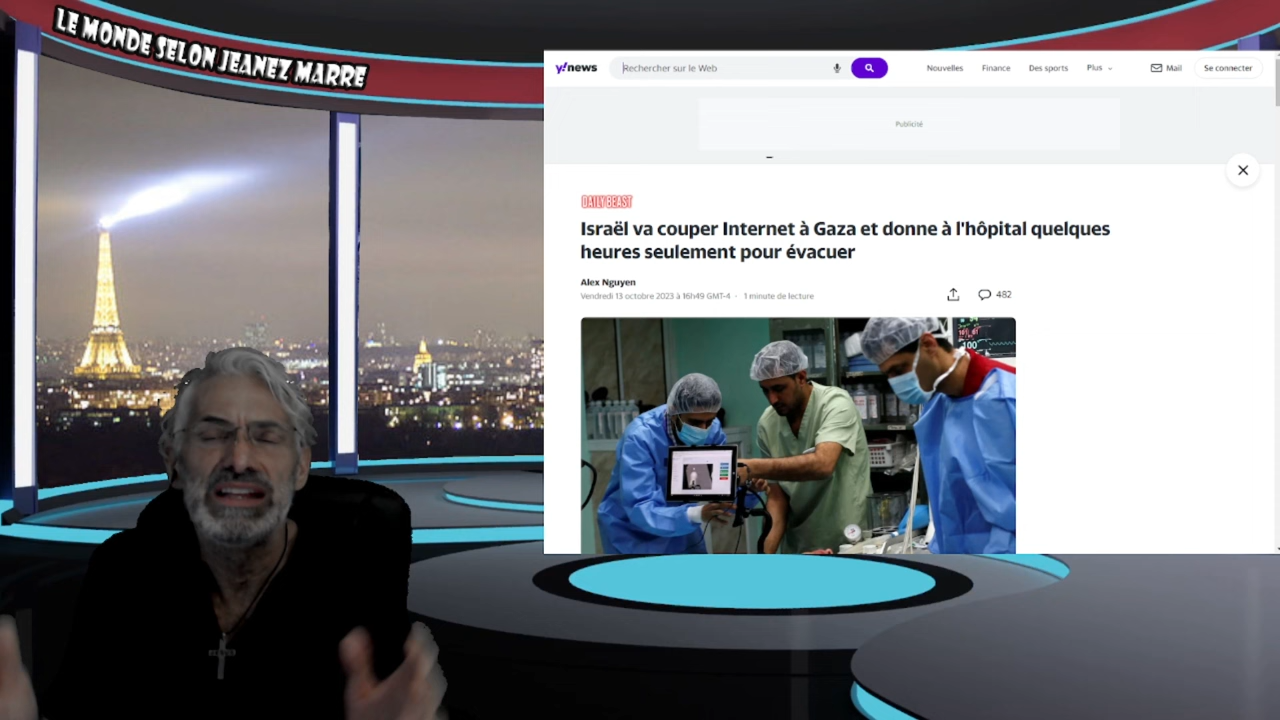 LE MONDE SELON JEANEZ MARRE
y!news
Rechercher sur le Web
Nouvelles
Finance
Des sports
Plus
Mail
Se connecter
Publicité
DAILY BEAST
Israël va couper Internet à Gaza et donne à l'hôpital quelques
heures seulement pour évacuer
Alex Nguyen
Vendredi 13 octobre 2023 à 16h49 GMT-4 · 1 minute de lecture
482
100